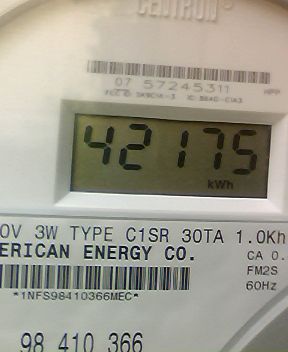 CENTRON®
07 57245311
42175
kWh
0V 3W TYPE C1SR 30TA 1.0Kh
ERICAN ENERGY CO. CA 0.
FM2S
60Hz
*1NFS98410366MEC*
98 410 366